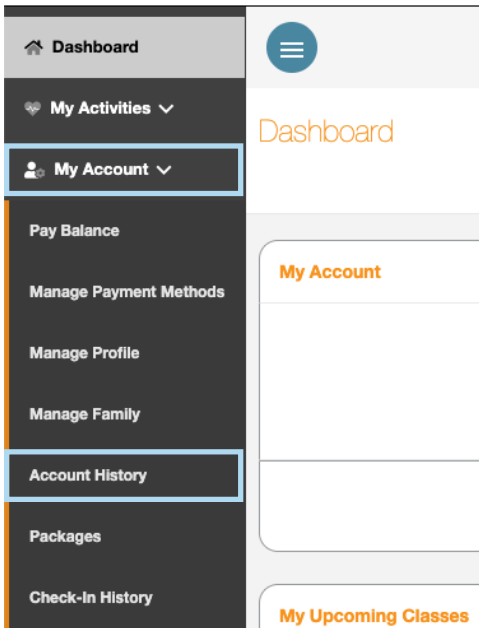 Dashboard
My Activities
My Account
Pay Balance
Manage Payment Methods
Manage Profile
Manage Family
Account History
Packages
Check-In History
Dashboard
My Account
My Upcoming Classes